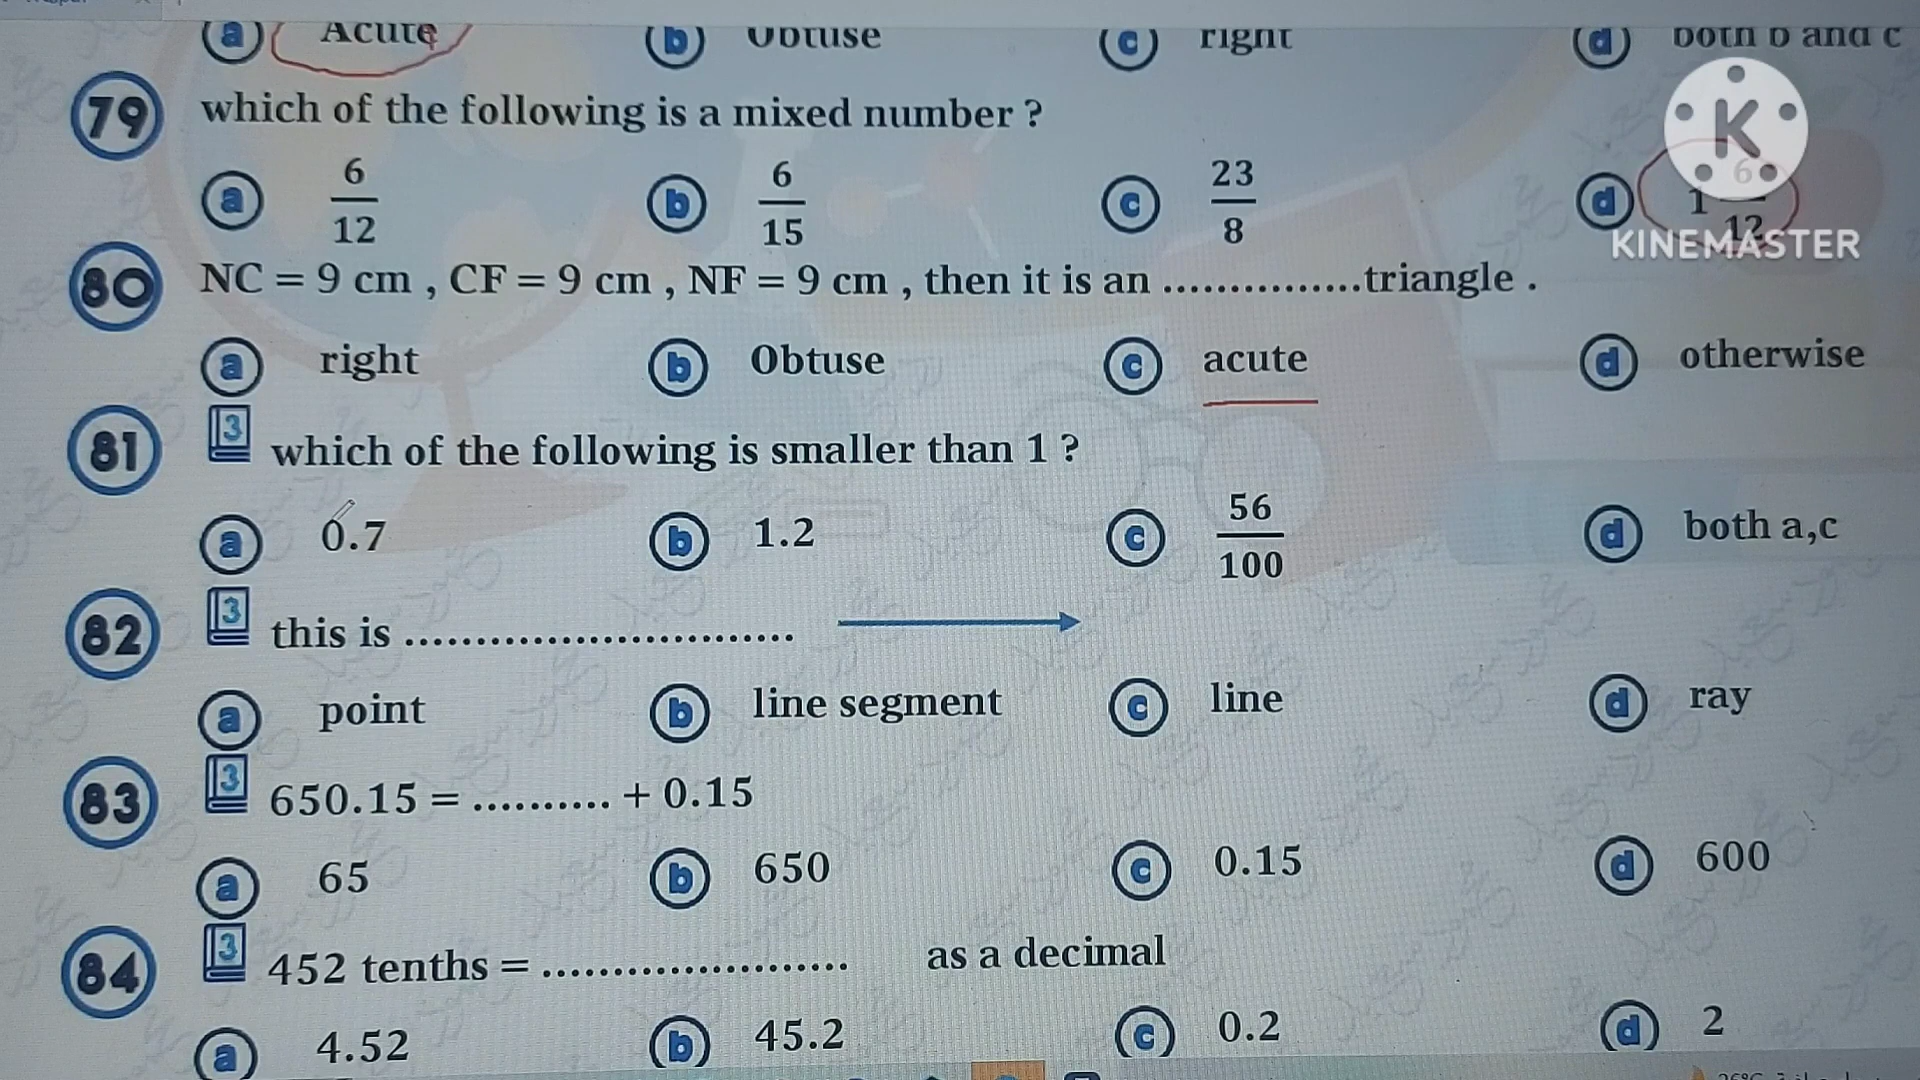 a Acute b Obtuse c right d both b and c
79 which of the following is a mixed number ?
a 6/12 b 6/15 c 23/8 d 1 6/12
K
KINEMASTER
80 NC = 9 cm , CF = 9 cm , NF = 9 cm , then it is an ...............triangle .
a right b Obtuse c acute d otherwise
81 3 which of the following is smaller than 1 ?
a 0.7 b 1.2 c 56/100 d both a,c
82 3 this is .............................
a point b line segment c line d ray
83 3 650.15 = .......... + 0.15
a 65 b 650 c 0.15 d 600
84 3 452 tenths = ...................... as a decimal
a 4.52 b 45.2 c 0.2 d 2